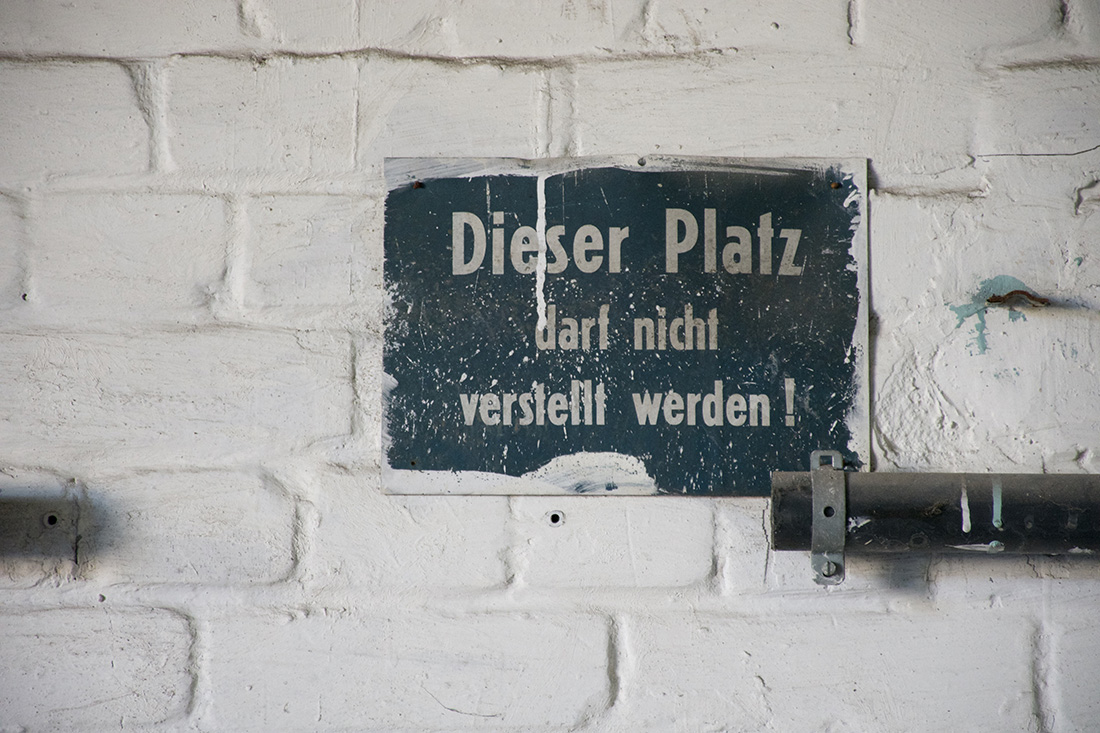 Dieser Platz
darf nicht
verstellt werden!